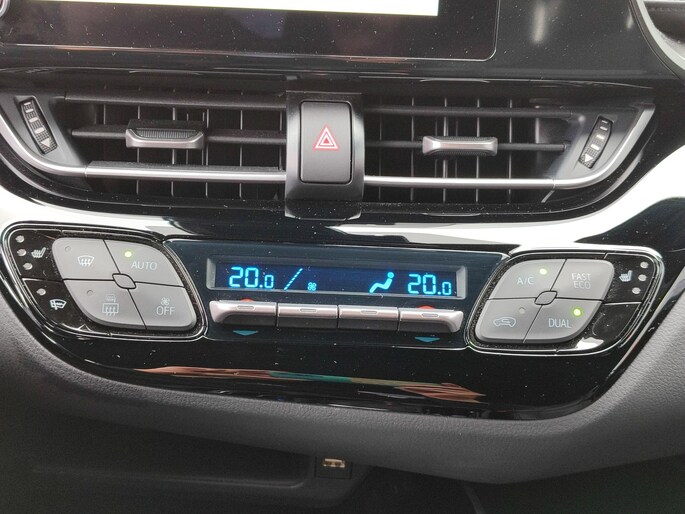 20.0 20.0
AUTO
OFF
A/C
FAST
ECO
DUAL